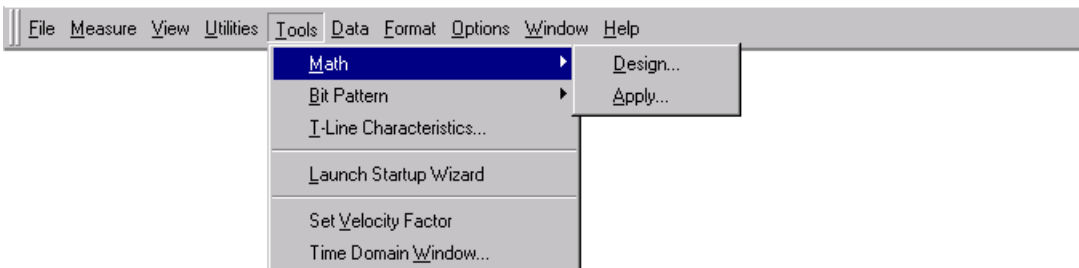 File Measure View Utilities Tools Data Format Options Window Help
Math Design...
Bit Pattern Apply...
T-Line Characteristics...
Launch Startup Wizard
Set Velocity Factor
Time Domain Window...